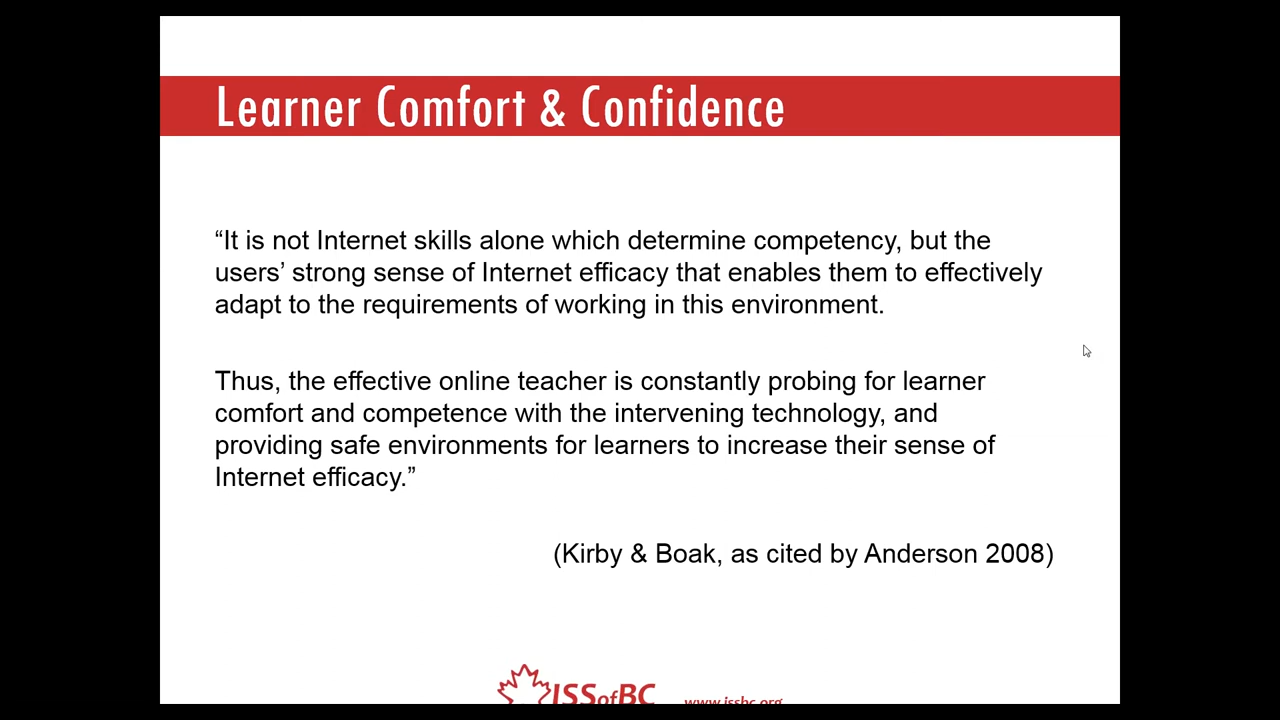 Learner Comfort & Confidence
“It is not Internet skills alone which determine competency, but the
users’ strong sense of Internet efficacy that enables them to effectively
adapt to the requirements of working in this environment.
Thus, the effective online teacher is constantly probing for learner
comfort and competence with the intervening technology, and
providing safe environments for learners to increase their sense of
Internet efficacy.”
(Kirby & Boak, as cited by Anderson 2008)
ISSofBC www.issbc.org